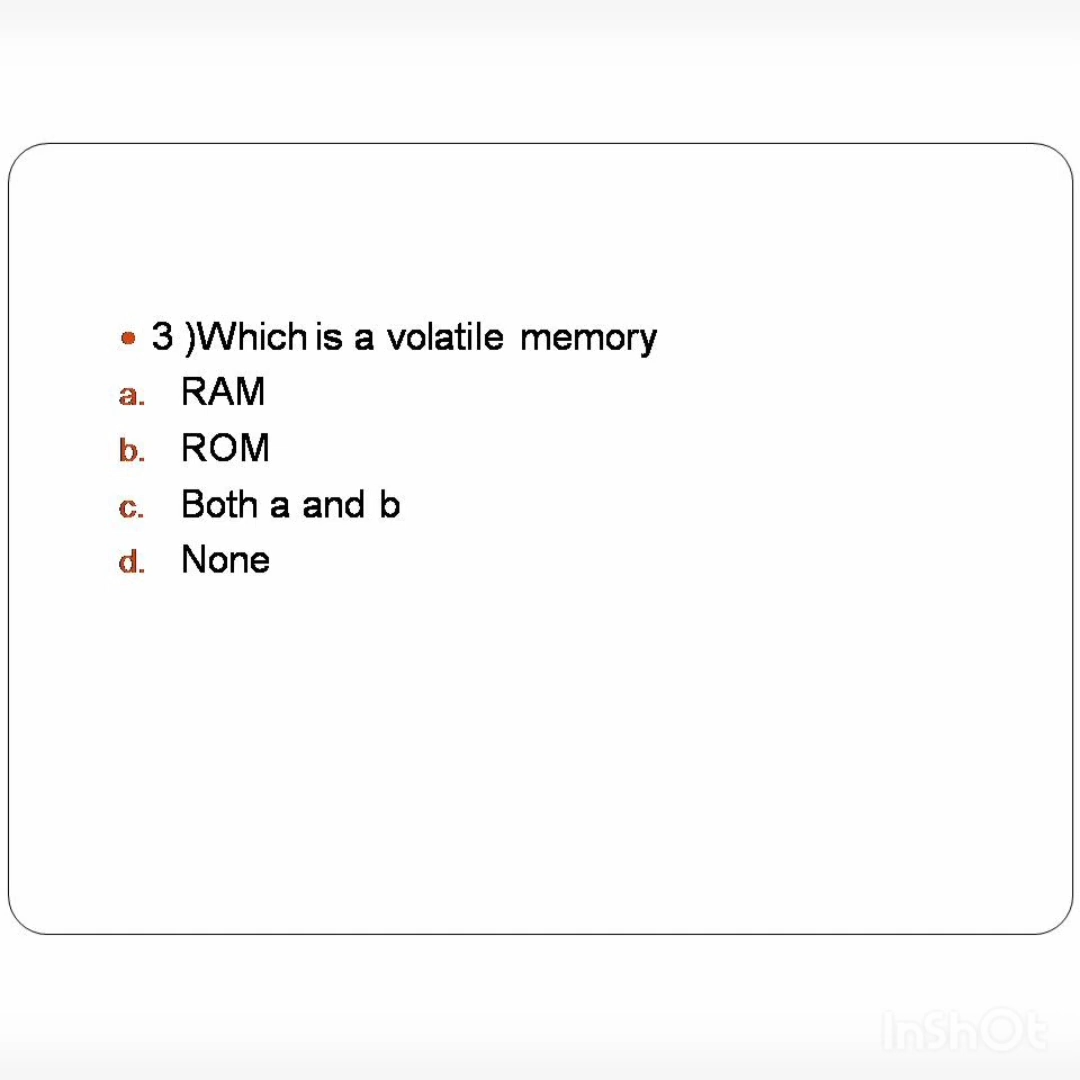 • 3 )Which is a volatile memory
a. RAM
b. ROM
c. Both a and b
d. None
InShOt